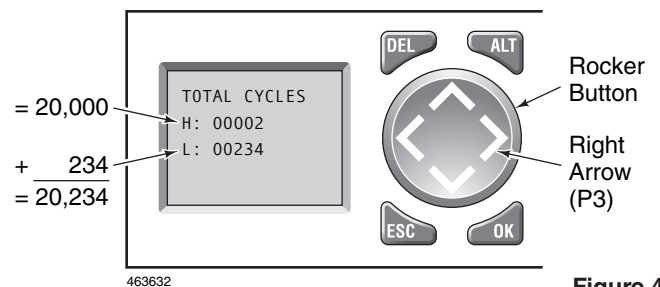 DEL
ALT
TOTAL CYCLES
H: 00002
L: 00234
= 20,000
+ 234
= 20,234
Rocker
Button
Right
Arrow
(P3)
ESC
OK
463632
Figure 4